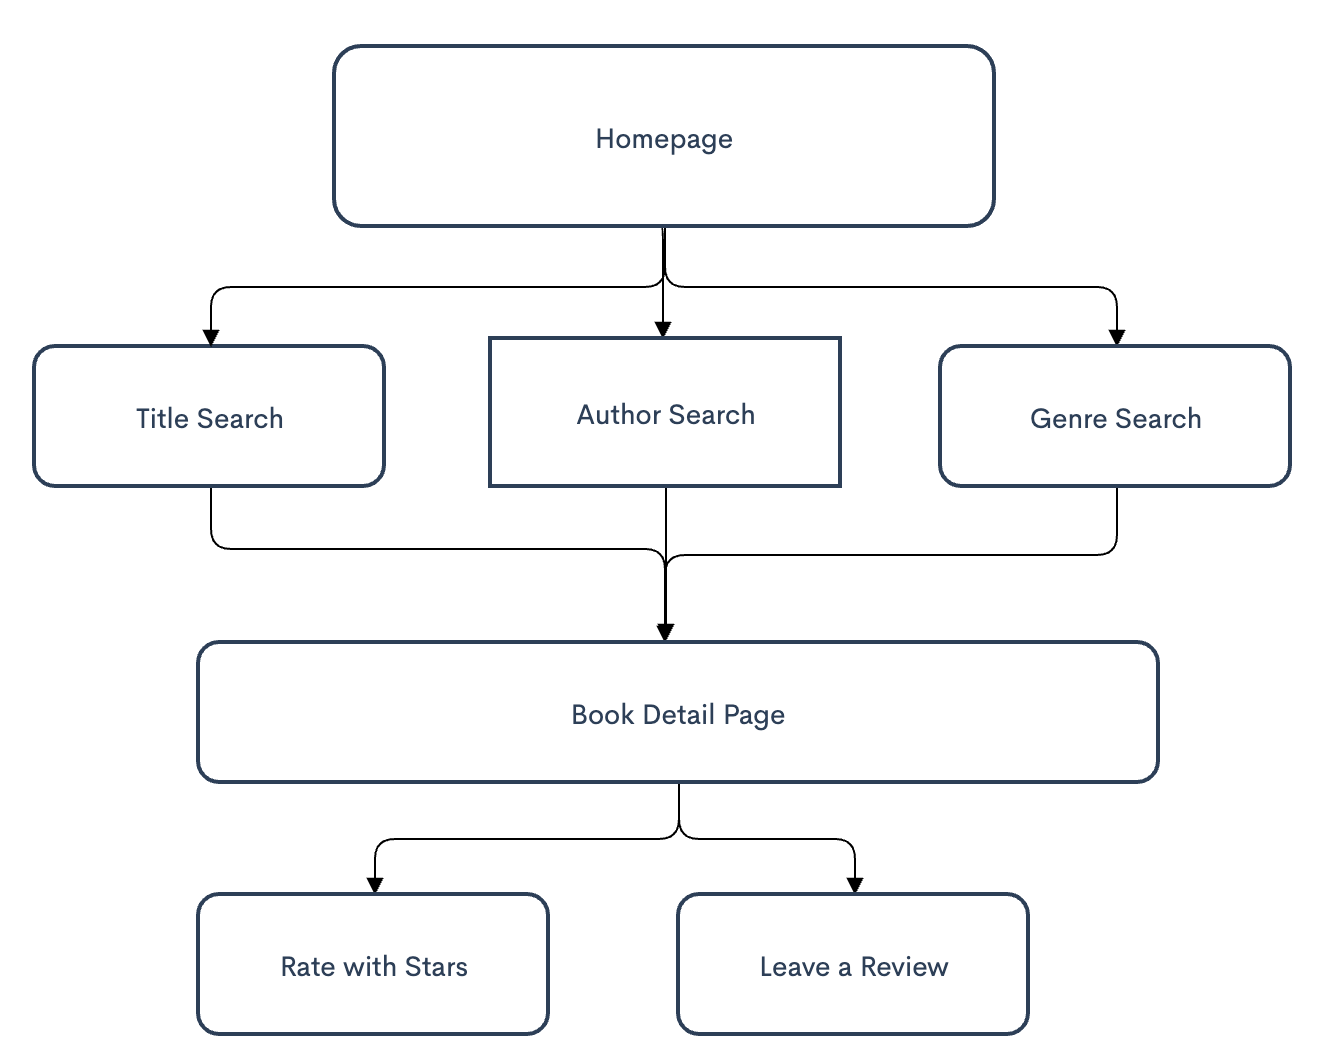 Homepage
Title Search
Author Search
Genre Search
Book Detail Page
Rate with Stars
Leave a Review